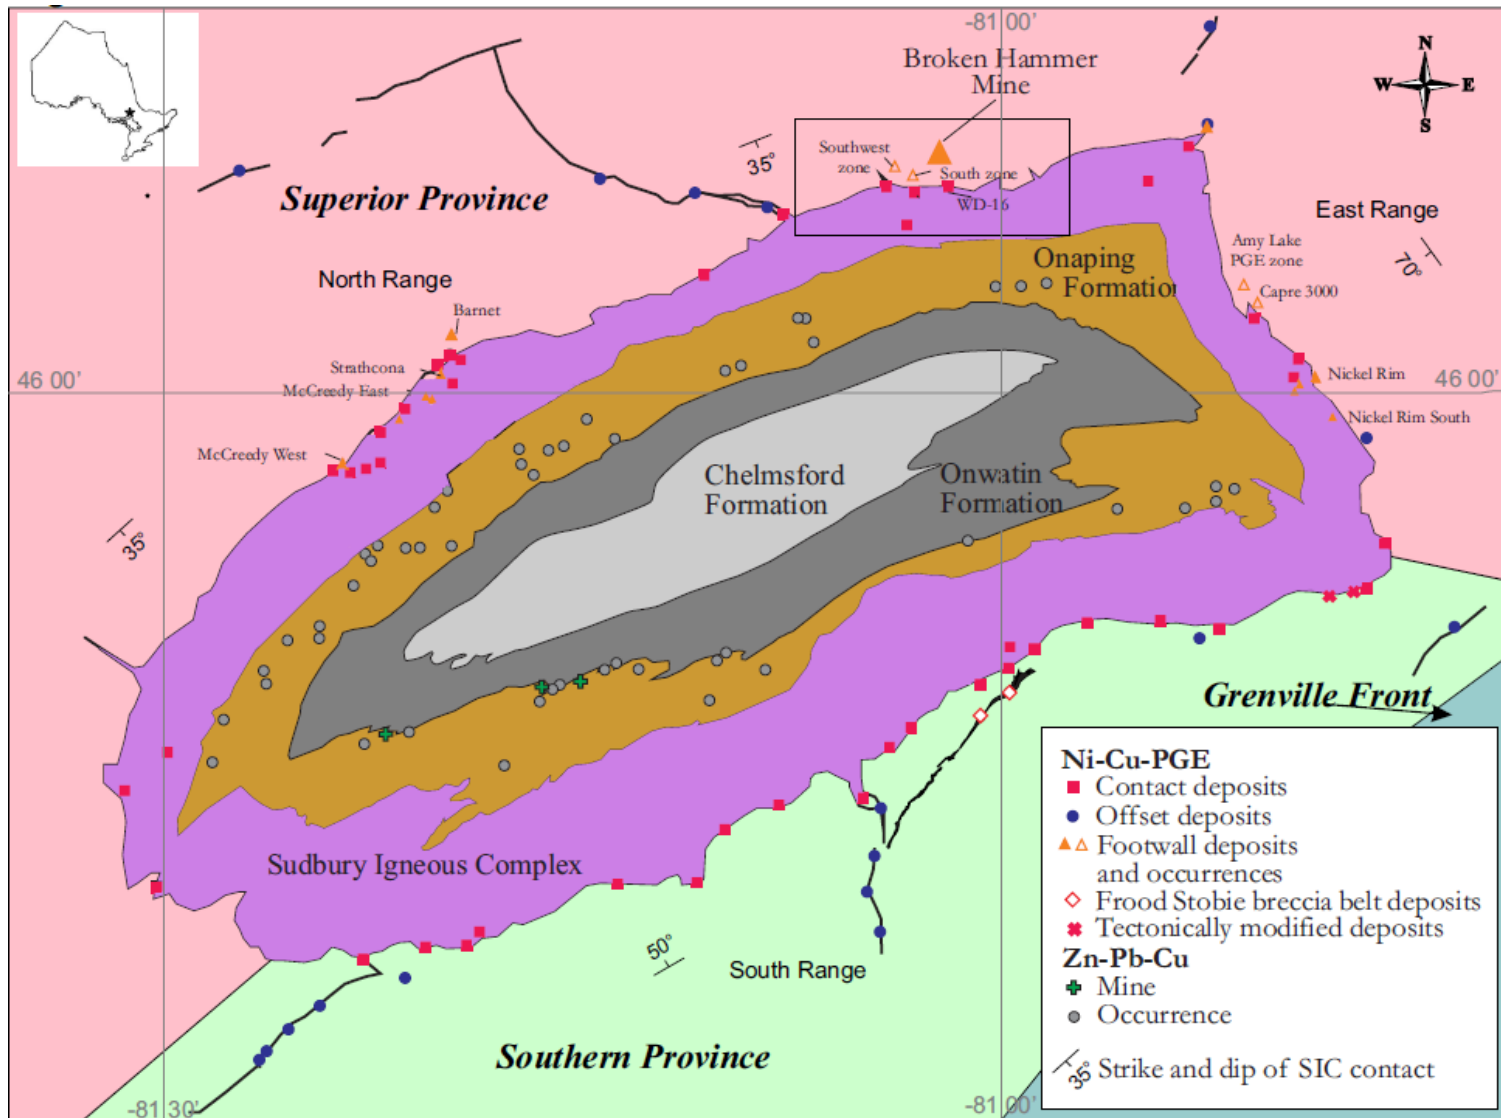 -81 00'
Broken Hammer
Mine
N
W
E
S
35°
Southwest
zone
South zone
WD-16
Superior Province
East Range
North Range
Onaping
Formation
Amy Lake
PGE zone
70°
Capre 3000
Barnet
Strathcona
46 00'
McCreedy East
Nickel Rim
46 00'
Nickel Rim South
McCreedy West
Chelmsford
Formation
Onwatin
Formation
35°
Grenville Front
Sudbury Igneous Complex
50°
South Range
Southern Province
-81 30'
-81 00'
Ni-Cu-PGE
Contact deposits
Offset deposits
Footwall deposits
and occurrences
Frood Stobie breccia belt deposits
Tectonically modified deposits
Zn-Pb-Cu
Mine
Occurrence
35° Strike and dip of SIC contact